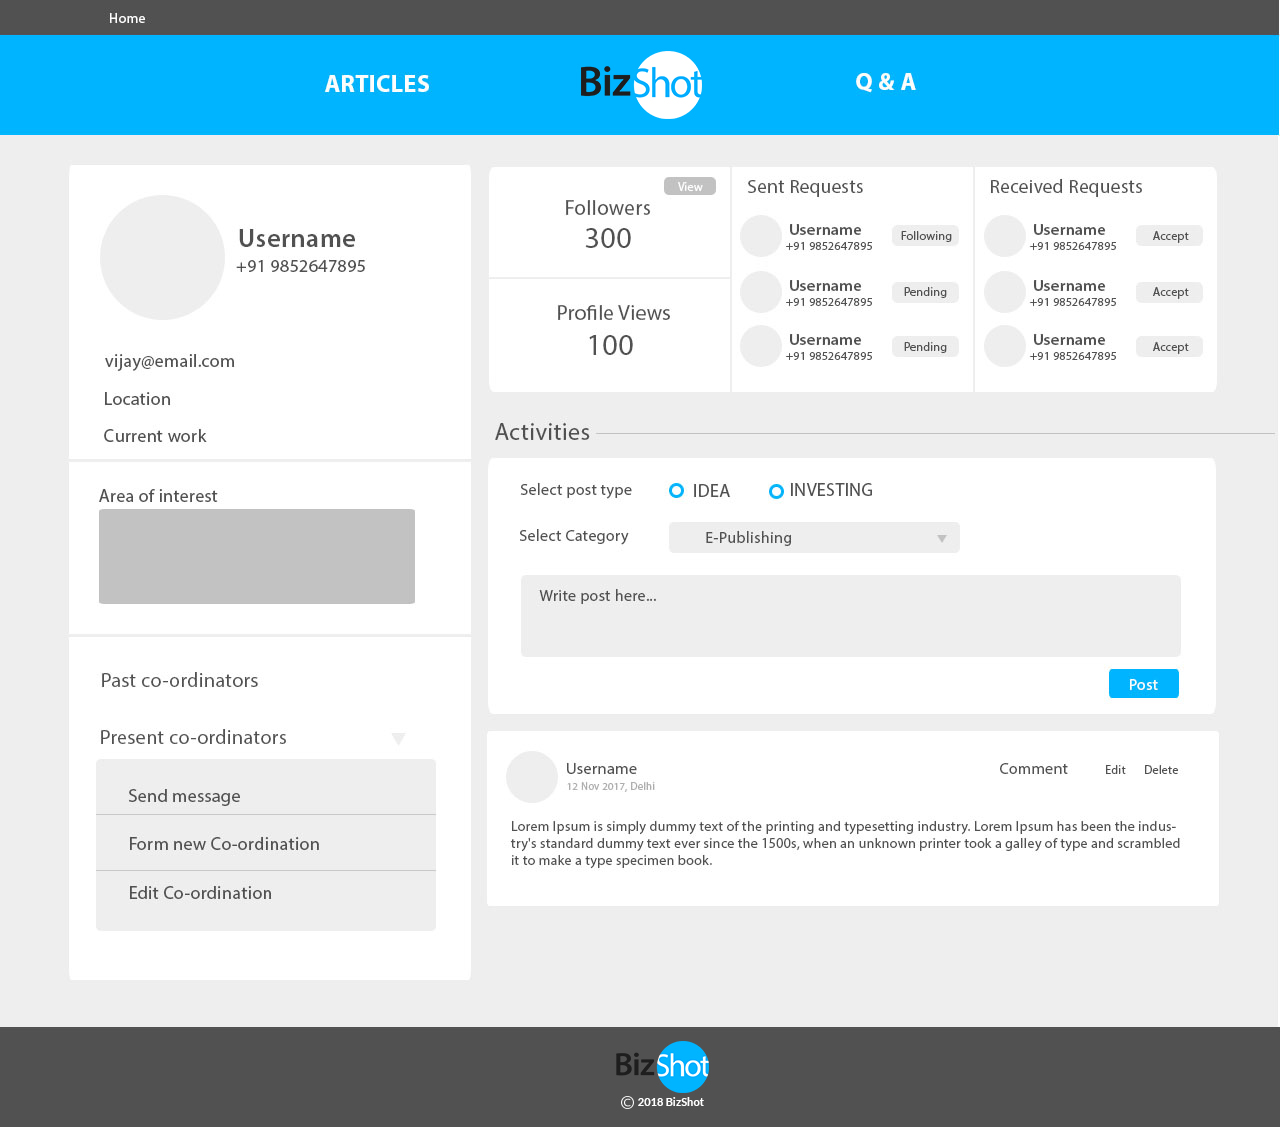 Home
ARTICLES
BizShot
Q & A
Username
+91 9852647895
vijay@email.com
Location
Current work
Area of interest
Past co-ordinators
Present co-ordinators
Send message
Form new Co-ordination
Edit Co-ordination
View
Followers
300
Profile Views
100
Sent Requests
Username
+91 9852647895
Following
Username
+91 9852647895
Pending
Username
+91 9852647895
Pending
Received Requests
Username
+91 9852647895
Accept
Username
+91 9852647895
Accept
Username
+91 9852647895
Accept
Activities
Select post type
IDEA
INVESTING
Select Category
E-Publishing
Write post here...
Post
Username
12 Nov 2017, Delhi
Comment
Edit
Delete
Lorem Ipsum is simply dummy text of the printing and typesetting industry. Lorem Ipsum has been the indus-
try's standard dummy text ever since the 1500s, when an unknown printer took a galley of type and scrambled
it to make a type specimen book.
BizShot
© 2018 BizShot